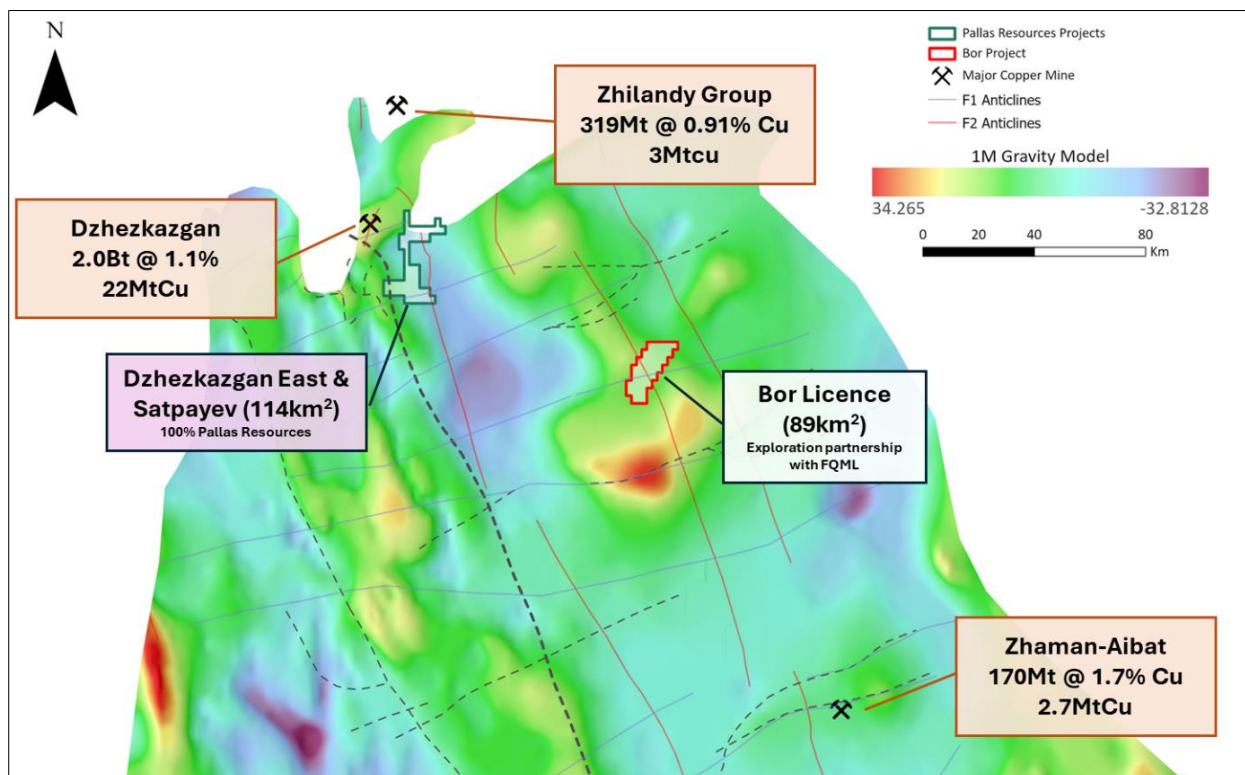 N
Pallas Resources Projects
Bor Project
Major Copper Mine
F1 Anticlines
F2 Anticlines
1M Gravity Model
34.265
-32.8128
0
20
40
60
80
Km
Zhilandy Group
319Mt @ 0.91% Cu
3Mtcu
Dzhezkazgan
2.0Bt @ 1.1%
22MtCu
Dzhezkazgan East &
Satpayev (114km²)
100% Pallas Resources
Bor Licence
(89km²)
Exploration partnership
with FQML
Zhaman-Aibat
170Mt @ 1.7% Cu
2.7MtCu